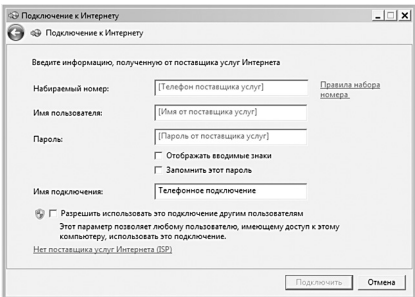 Подключение к Интернету
Подключение к Интернету
Введите информацию, полученную от поставщика услуг Интернета
Набираемый номер:
[Телефон поставщика услуг]
Правила набора
номера
Имя пользователя:
[Имя от поставщика услуг]
Пароль:
[Пароль от поставщика услуг]
Отображать вводимые знаки
Запомнить этот пароль
Имя подключения:
Телефонное подключение
Разрешить использовать это подключение другим пользователям
Этот параметр позволяет любому пользователю, имеющему доступ к этому
компьютеру, использовать это подключение.
Нет поставщика услуг Интернета (ISP)
Подключить
Отмена